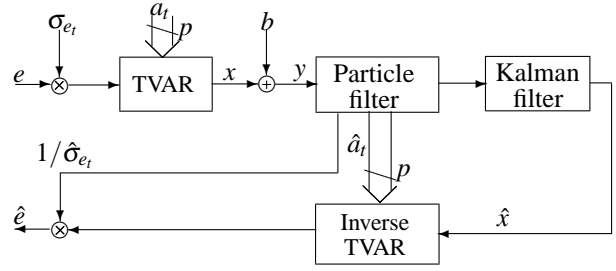 σ_{e_t}
a_t
p
b
e
⊗
TVAR
x
+
y
Particle
filter
Kalman
filter
1/σ̂_{e_t}
â_t
p
ê
⊗
Inverse
TVAR
x̂